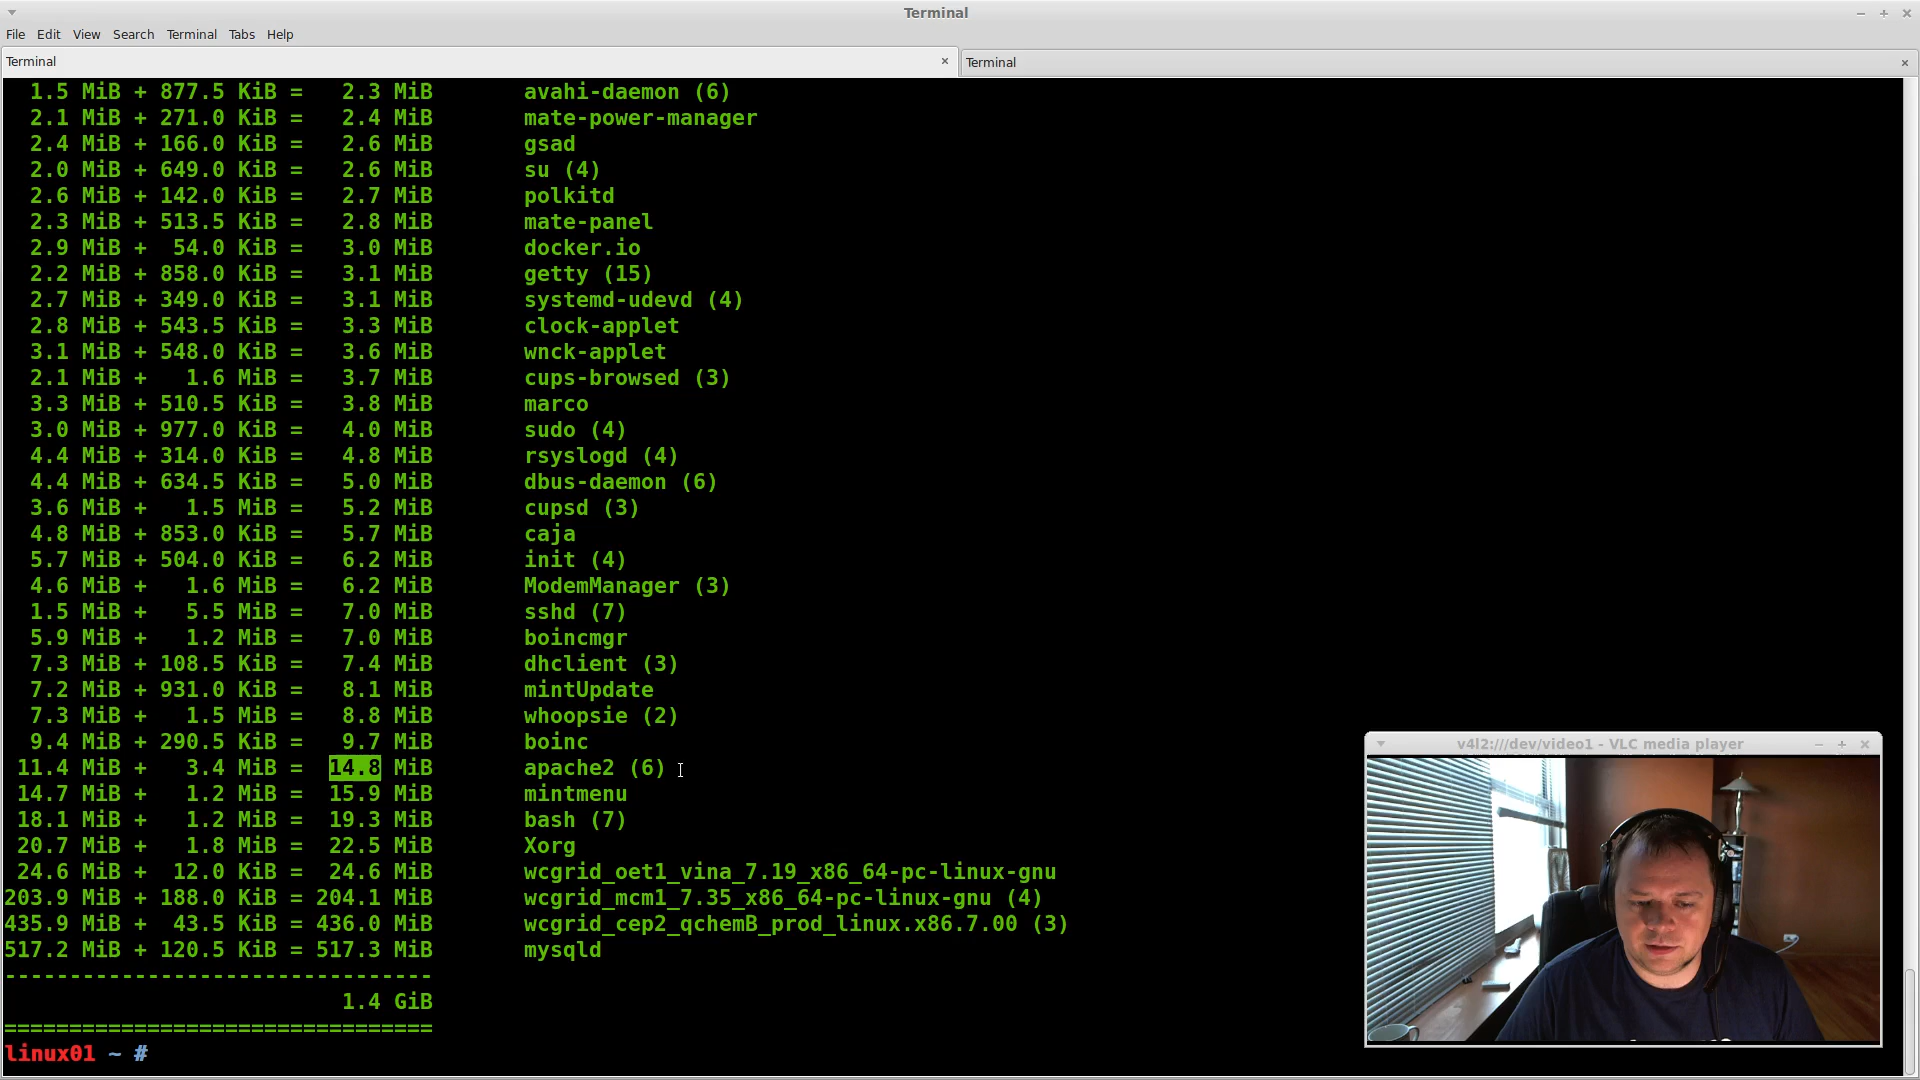 Terminal
File Edit View Search Terminal Tabs Help
Terminal × Terminal ×
1.5 MiB + 877.5 KiB = 2.3 MiB avahi-daemon (6)
2.1 MiB + 271.0 KiB = 2.4 MiB mate-power-manager
2.4 MiB + 166.0 KiB = 2.6 MiB gsad
2.0 MiB + 649.0 KiB = 2.6 MiB su (4)
2.6 MiB + 142.0 KiB = 2.7 MiB polkitd
2.3 MiB + 513.5 KiB = 2.8 MiB mate-panel
2.9 MiB + 54.0 KiB = 3.0 MiB docker.io
2.2 MiB + 858.0 KiB = 3.1 MiB getty (15)
2.7 MiB + 349.0 KiB = 3.1 MiB systemd-udevd (4)
2.8 MiB + 543.5 KiB = 3.3 MiB clock-applet
3.1 MiB + 548.0 KiB = 3.6 MiB wnck-applet
2.1 MiB + 1.6 MiB = 3.7 MiB cups-browsed (3)
3.3 MiB + 510.5 KiB = 3.8 MiB marco
3.0 MiB + 977.0 KiB = 4.0 MiB sudo (4)
4.4 MiB + 314.0 KiB = 4.8 MiB rsyslogd (4)
4.4 MiB + 634.5 KiB = 5.0 MiB dbus-daemon (6)
3.6 MiB + 1.5 MiB = 5.2 MiB cupsd (3)
4.8 MiB + 853.0 KiB = 5.7 MiB caja
5.7 MiB + 504.0 KiB = 6.2 MiB init (4)
4.6 MiB + 1.6 MiB = 6.2 MiB ModemManager (3)
1.5 MiB + 5.5 MiB = 7.0 MiB sshd (7)
5.9 MiB + 1.2 MiB = 7.0 MiB boincmgr
7.3 MiB + 108.5 KiB = 7.4 MiB dhclient (3)
7.2 MiB + 931.0 KiB = 8.1 MiB mintUpdate
7.3 MiB + 1.5 MiB = 8.8 MiB whoopsie (2)
9.4 MiB + 290.5 KiB = 9.7 MiB boinc
11.4 MiB + 3.4 MiB = 14.8 MiB apache2 (6)
14.7 MiB + 1.2 MiB = 15.9 MiB mintmenu
18.1 MiB + 1.2 MiB = 19.3 MiB bash (7)
20.7 MiB + 1.8 MiB = 22.5 MiB Xorg
24.6 MiB + 12.0 KiB = 24.6 MiB wcgrid_oet1_vina_7.19_x86_64-pc-linux-gnu
203.9 MiB + 188.0 KiB = 204.1 MiB wcgrid_mcm1_7.35_x86_64-pc-linux-gnu (4)
435.9 MiB + 43.5 KiB = 436.0 MiB wcgrid_cep2_qchemB_prod_linux.x86.7.00 (3)
517.2 MiB + 120.5 KiB = 517.3 MiB mysqld
---------------------------------
1.4 GiB
=================================
linux01 ~ #
v4l2:///dev/video1 - VLC media player